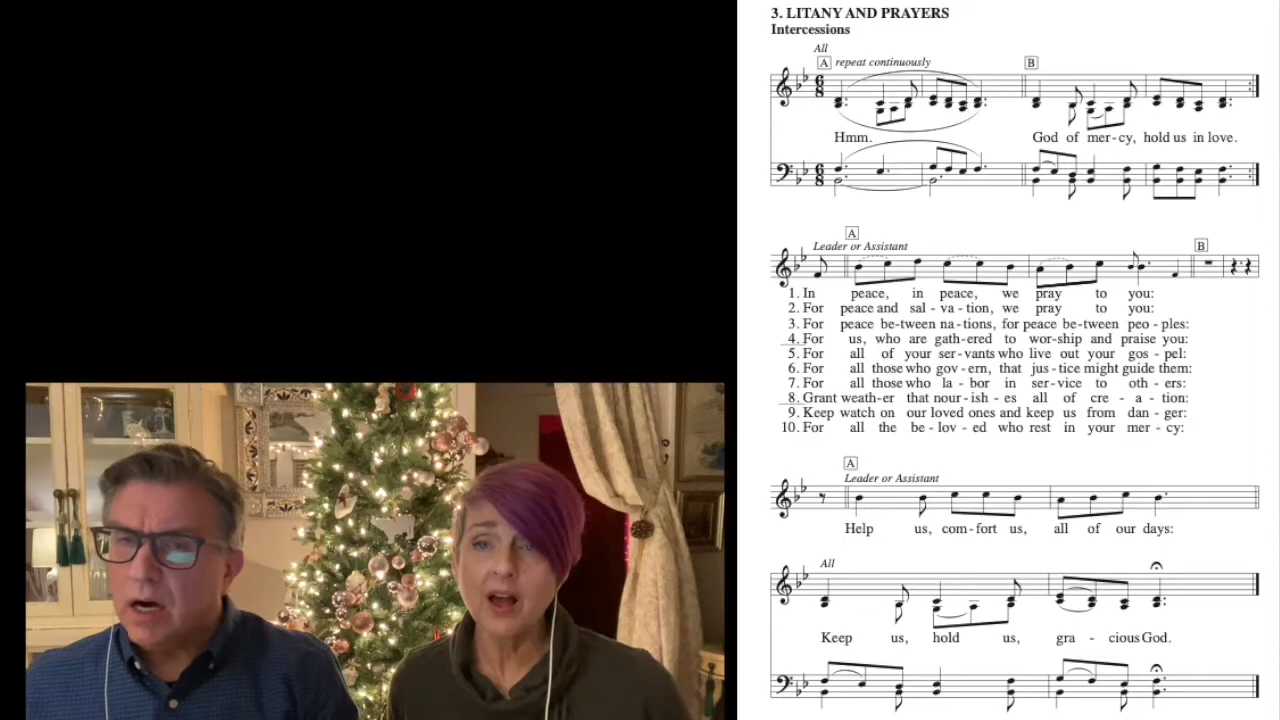 3. LITANY AND PRAYERS
Intercessions
All
A repeat continuously B
Hmm. God of mer-cy, hold us in love.
A
Leader or Assistant B
1. In peace, in peace, we pray to you:
2. For peace and sal - va - tion, we pray to you:
3. For peace be-tween na-tions, for peace be-tween peo - ples:
4. For us, who are gath-ered to wor-ship and praise you:
5. For all of your ser-vants who live out your gos - pel:
6. For all those who gov-ern, that jus-tice might guide them:
7. For all those who la - bor in ser-vice to oth - ers:
8. Grant weath-er that nour-ish - es all of cre - a - tion:
9. Keep watch on our loved ones and keep us from dan - ger:
10. For all the be - lov - ed who rest in your mer - cy:
A
Leader or Assistant
Help us, com-fort us, all of our days:
All
Keep us, hold us, gra - cious God.